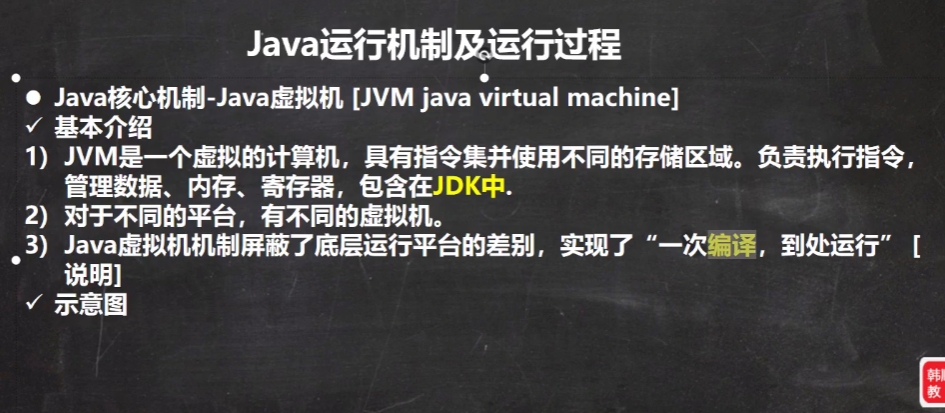 Java运行机制及运行过程
● Java核心机制-Java虚拟机 [JVM java virtual machine]
✓ 基本介绍
1) JVM是一个虚拟的计算机，具有指令集并使用不同的存储区域。负责执行指令，
管理数据、内存、寄存器，包含在JDK中.
2) 对于不同的平台，有不同的虚拟机。
3) Java虚拟机机制屏蔽了底层运行平台的差别，实现了“一次编译，到处运行” [
说明]
✓ 示意图
韩
教